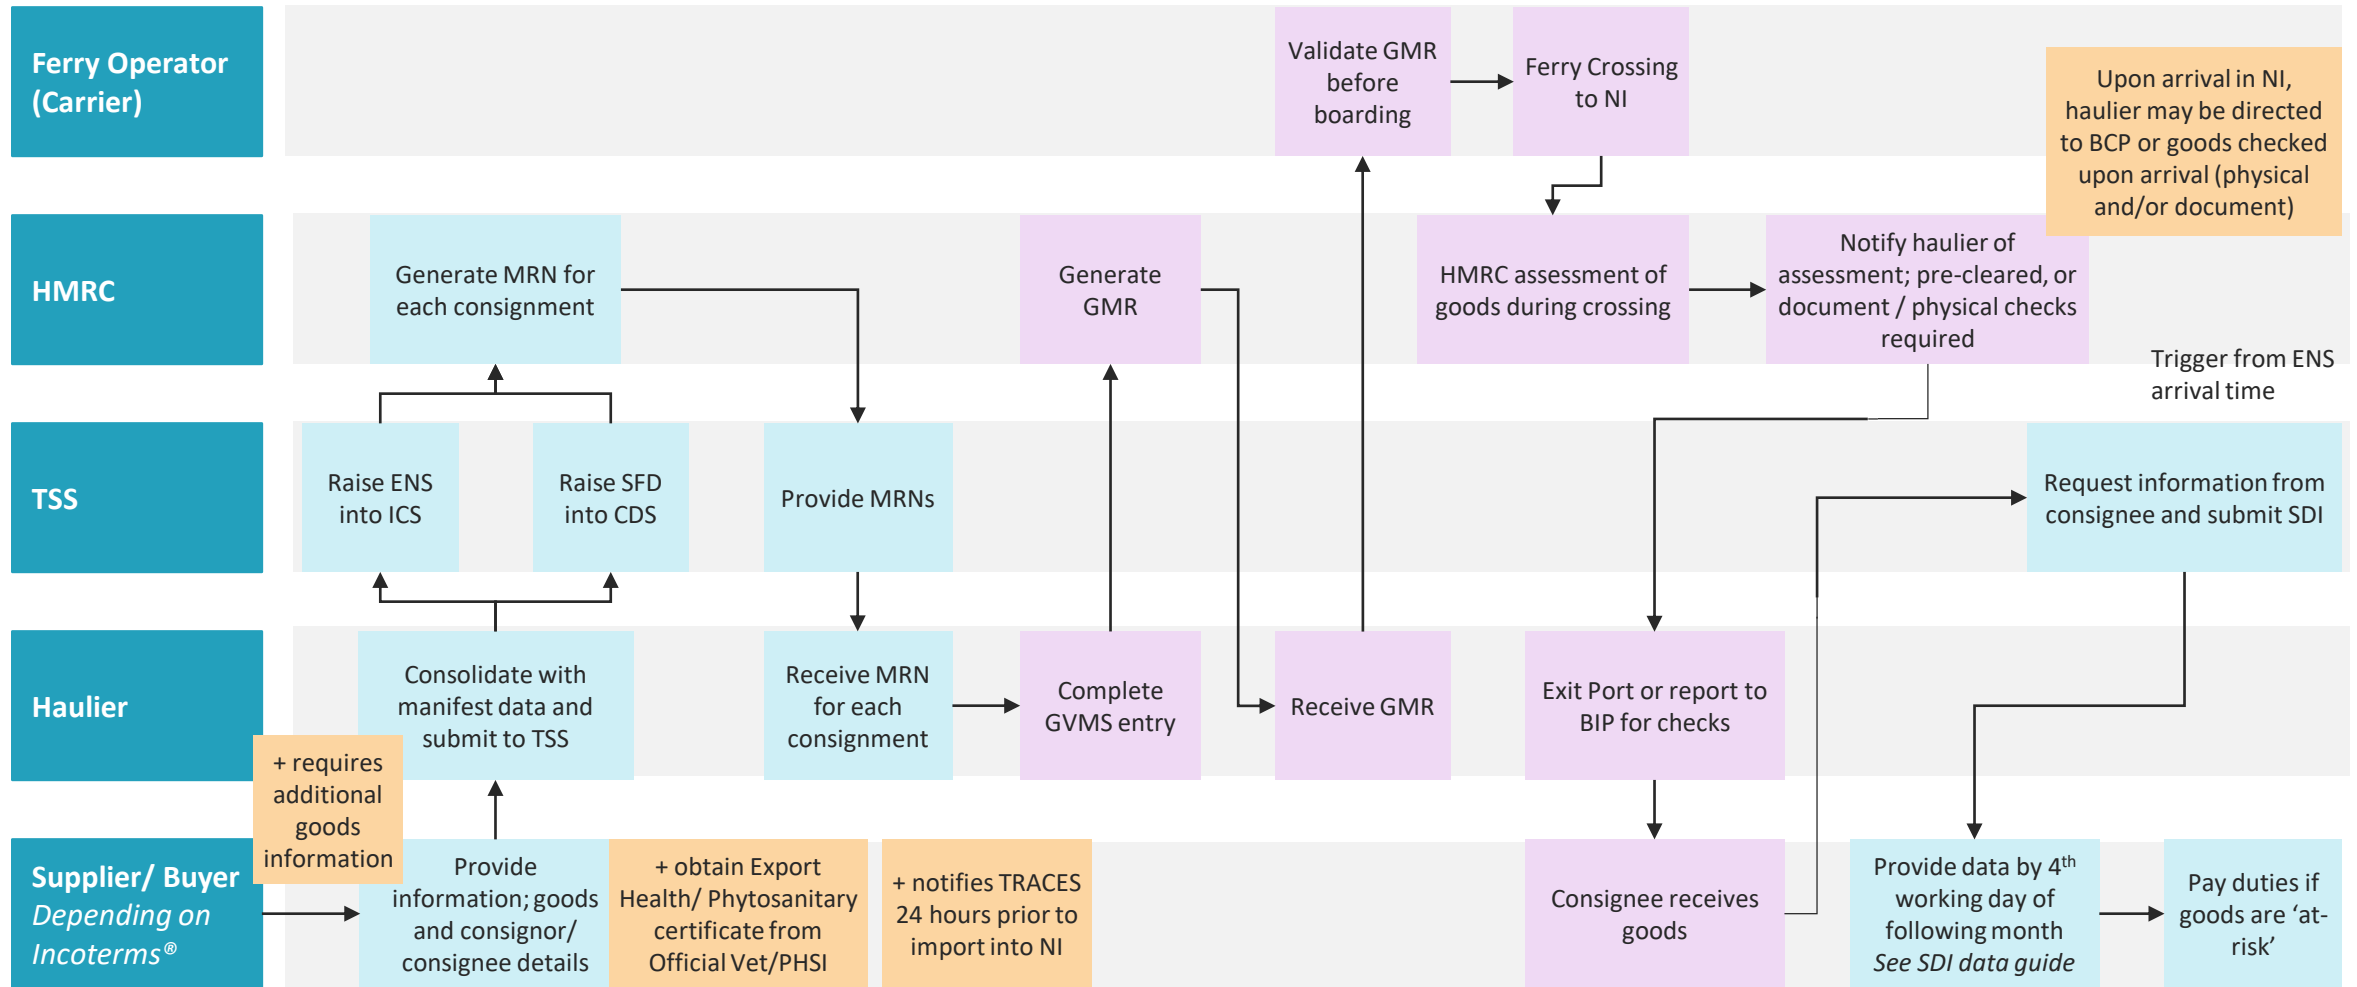 Ferry Operator
(Carrier)
Validate GMR
before
boarding
Ferry Crossing
to NI
Upon arrival in NI,
haulier may be directed
to BCP or goods checked
upon arrival (physical
and/or document)
HMRC
Generate MRN for
each consignment
Generate
GMR
HMRC assessment of
goods during crossing
Notify haulier of
assessment; pre-cleared, or
document / physical checks
required
Trigger from ENS
arrival time
TSS
Raise ENS
into ICS
Raise SFD
into CDS
Provide MRNs
Request information from
consignee and submit SDI
Haulier
Consolidate with
manifest data and
submit to TSS
Receive MRN
for each
consignment
Complete
GVMS entry
Receive GMR
Exit Port or report to
BIP for checks
+ requires
additional
goods
information
Supplier/ Buyer
Depending on
Incoterms®
Provide
information; goods
and consignor/
consignee details
+ obtain Export
Health/ Phytosanitary
certificate from
Official Vet/PHSI
+ notifies TRACES
24 hours prior to
import into NI
Consignee receives
goods
Provide data by 4th
working day of
following month
See SDI data guide
Pay duties if
goods are ‘at-
risk’